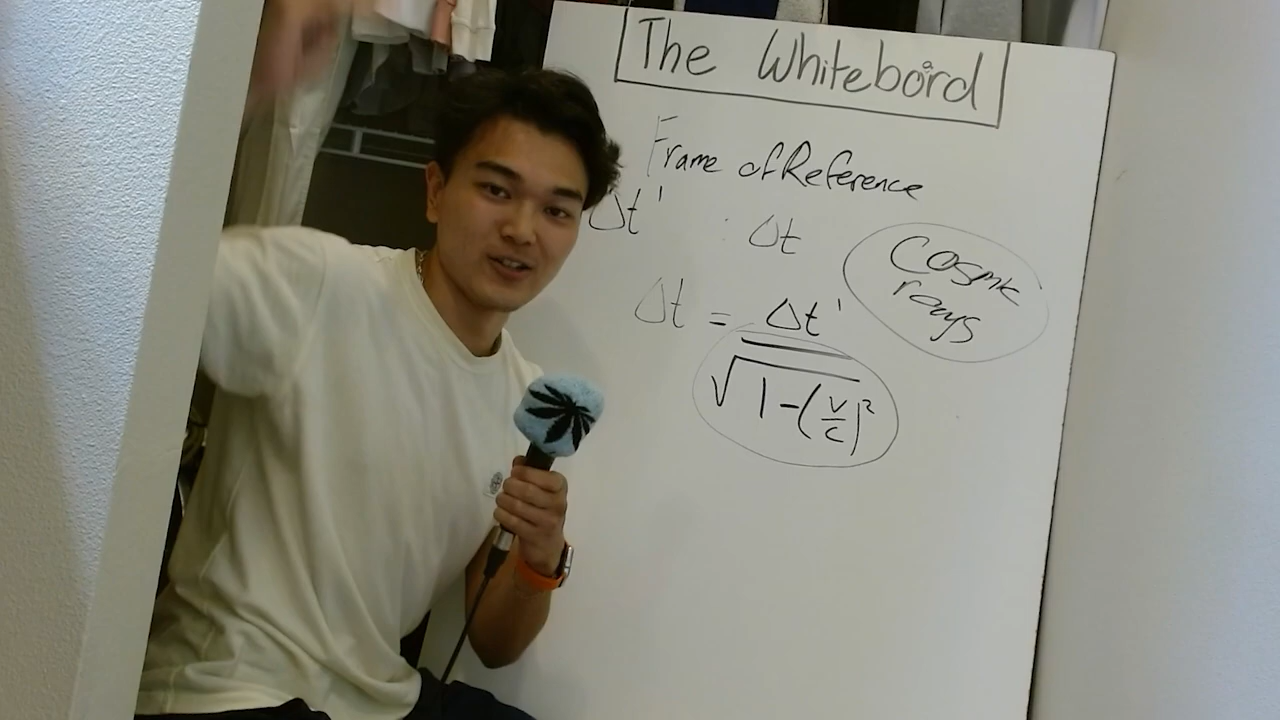 The Whitebord
Frame of Reference
Δt' Δt
Cosmic
rays
Δt = Δt'
√1-(v/c)²